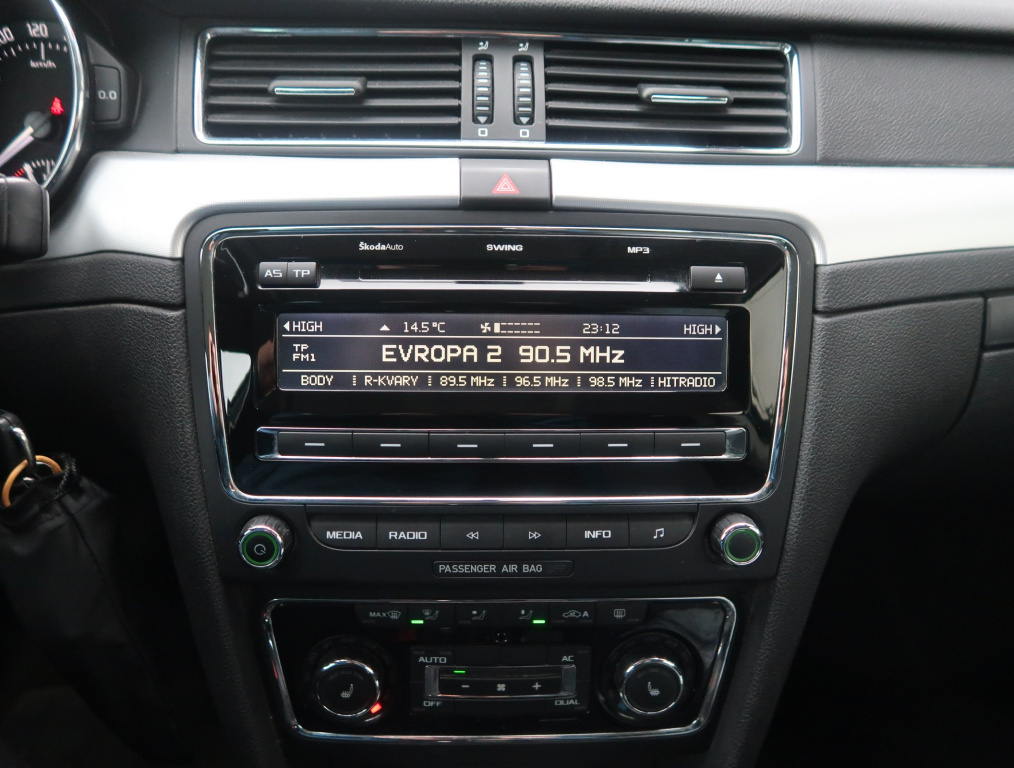 120
km/h
0.0
ŠkodaAuto SWING MP3
AS TP
HIGH 14.5°C 23:12 HIGH
TP
FM1
EVROPA 2 90.5 MHz
BODY R-KVARY 89.5 MHz 96.5 MHz 98.5 MHz HITRADIO
MEDIA RADIO INFO
PASSENGER AIR BAG
MAX A
AUTO AC
OFF DUAL